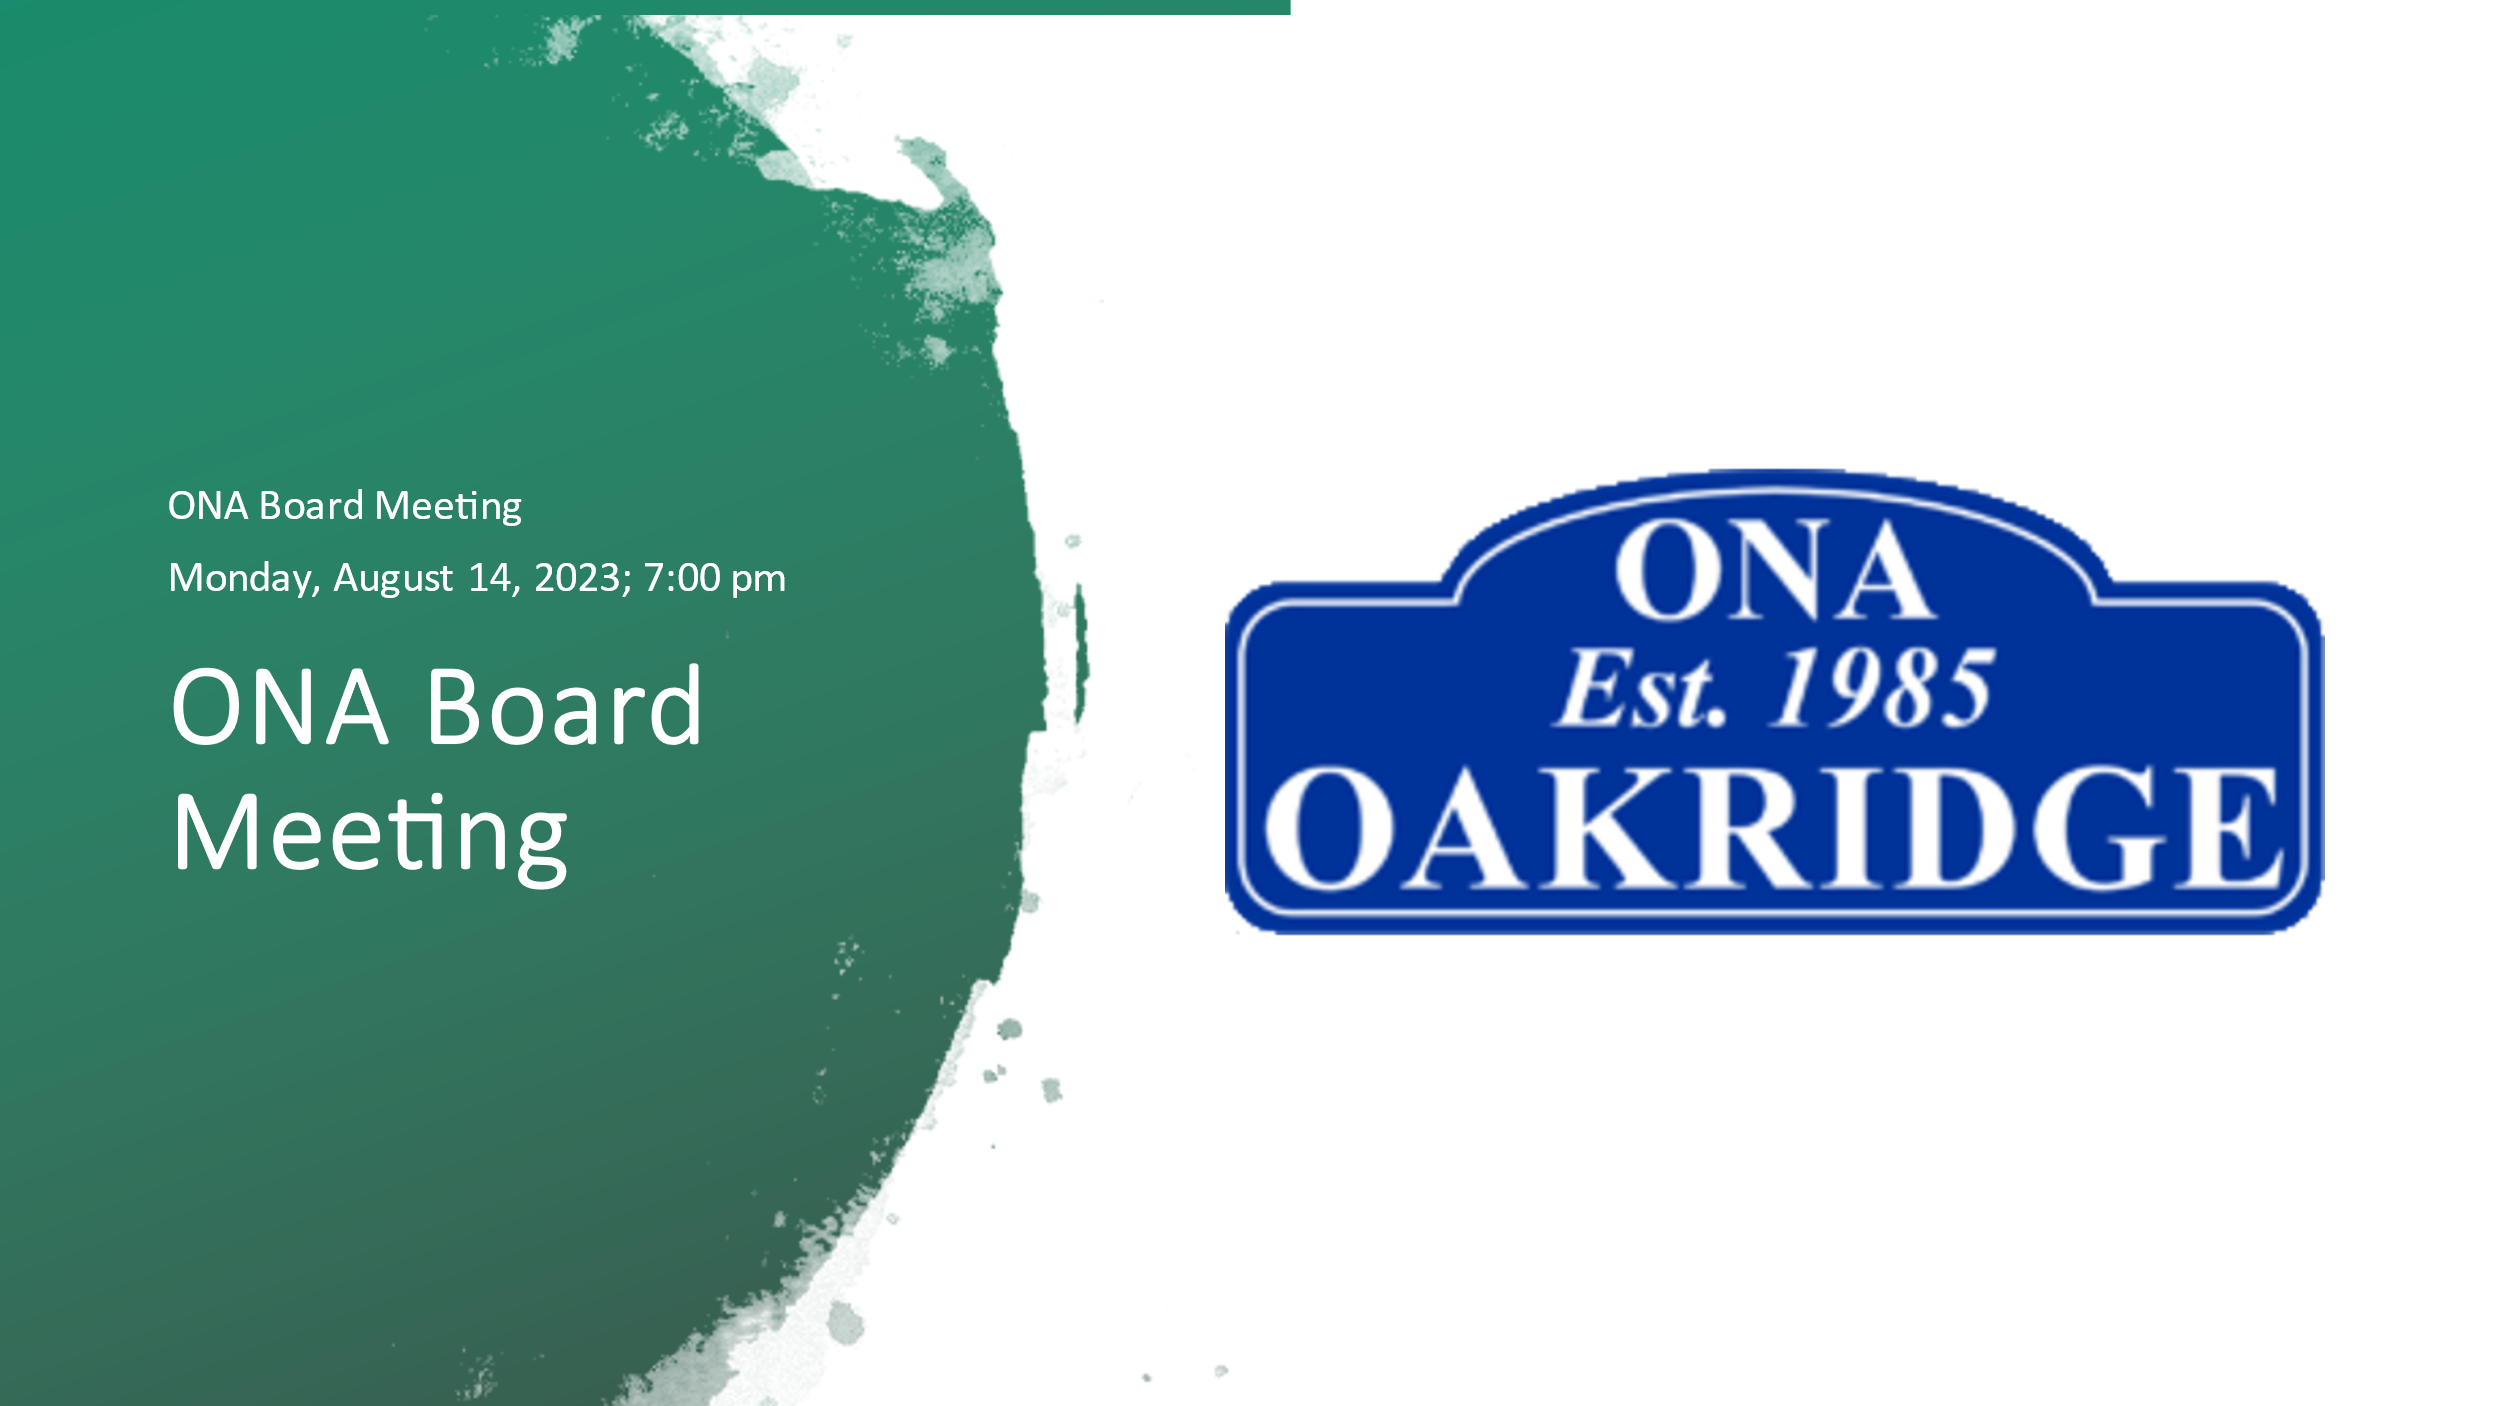 ONA Board Meeting
Monday, August 14, 2023; 7:00 pm
ONA Board
Meeting
ONA
Est. 1985
OAKRIDGE